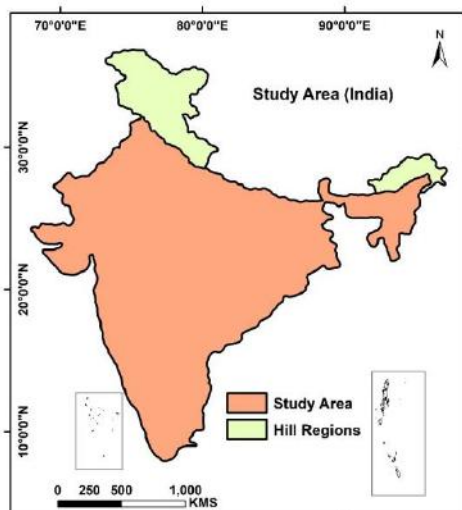 70°0'0"E 80°0'0"E 90°0'0"E
N
Study Area (India)
30°0'0"N
20°0'0"N
10°0'0"N
Study Area
Hill Regions
0 250 500 1,000
KMS